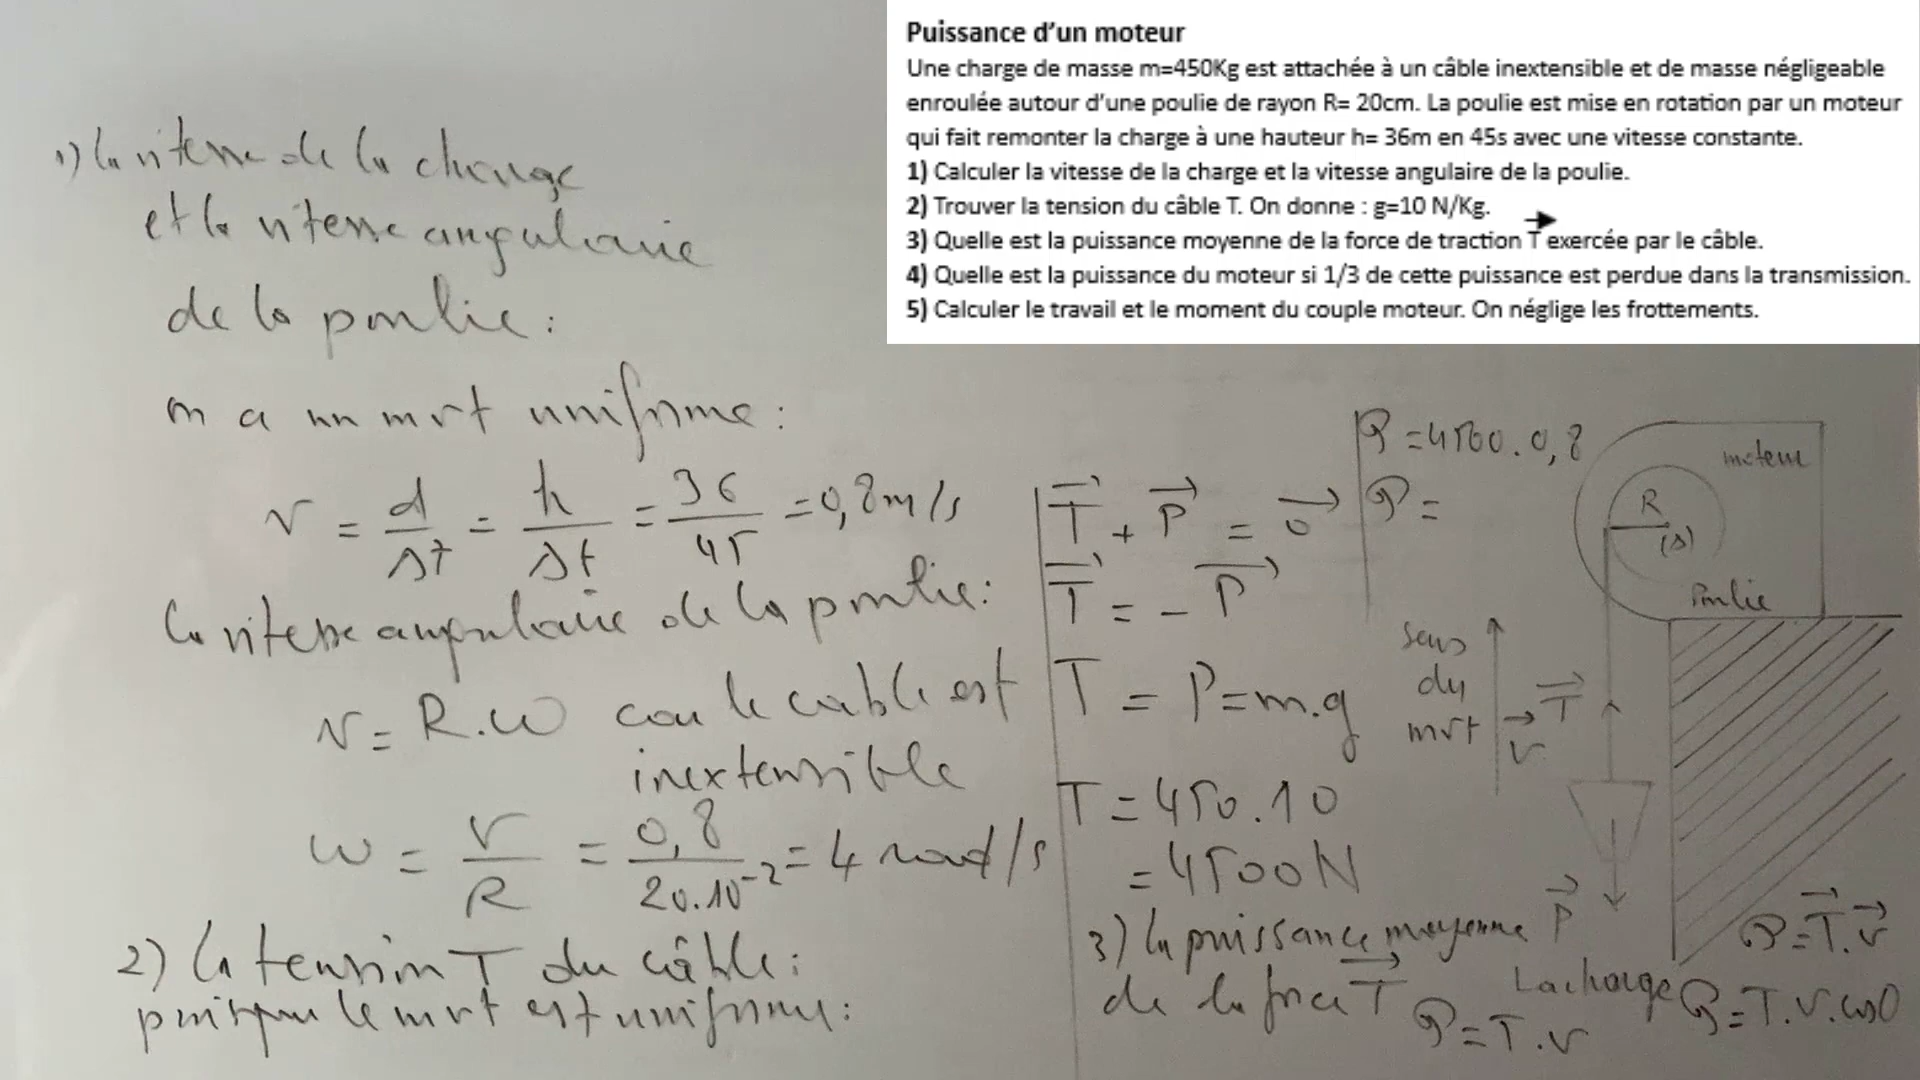 Puissance d'un moteur
Une charge de masse m=450Kg est attachée à un câble inextensible et de masse négligeable
enroulée autour d'une poulie de rayon R= 20cm. La poulie est mise en rotation par un moteur
qui fait remonter la charge à une hauteur h= 36m en 45s avec une vitesse constante.
1) Calculer la vitesse de la charge et la vitesse angulaire de la poulie.
2) Trouver la tension du câble T. On donne : g=10 N/Kg.
3) Quelle est la puissance moyenne de la force de traction T⃗ exercée par le câble.
4) Quelle est la puissance du moteur si 1/3 de cette puissance est perdue dans la transmission.
5) Calculer le travail et le moment du couple moteur. On néglige les frottements.
1) la vitesse de la charge
et la vitesse angulaire
de la poulie :
on a un mvt uniforme :
v = d/Δt = h/Δt = 36/45 = 0,8 m/s
la vitesse angulaire de la poulie :
v = R.ω car le cable est
inextensible
ω = v/R = 0,8/20.10⁻² = 4 rad/s
2) la tension T du câble :
puisque le mvt est uniforme :
T⃗ + P⃗ = 0⃗
T⃗ = - P⃗
T = P = m.g
T = 450.10
= 4500N
3) la puissance moyenne
de la force T⃗
P = T.v
P = 4500.0,8
P =
moteur
R
(Δ)
Poulie
sens
du
mvt
v⃗
T⃗
P⃗
La charge
P = T⃗.v⃗
P = T.v.cos0